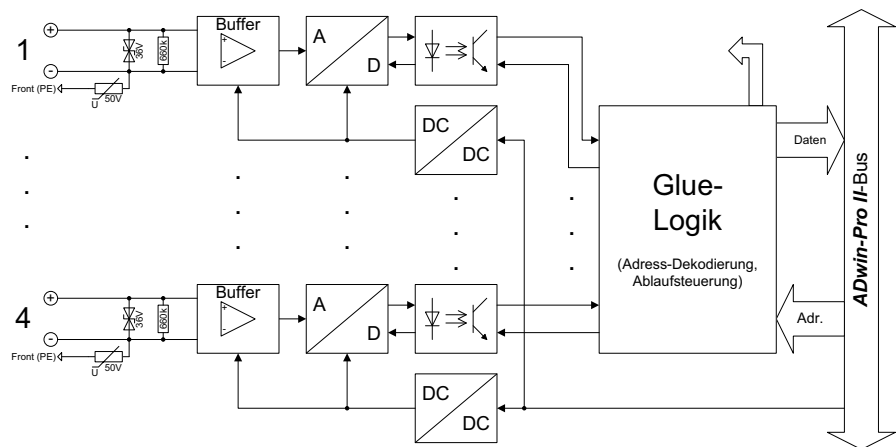 1
+
-
36V
660k
Front (PE)
U
50V
Buffer
+
-
A
D
DC
DC
Glue-
Logik
(Adress-Dekodierung,
Ablaufsteuerung)
Daten
Adr.
ADwin-Pro II-Bus
4
+
-
36V
660k
Front (PE)
U
50V
Buffer
+
-
A
D
DC
DC